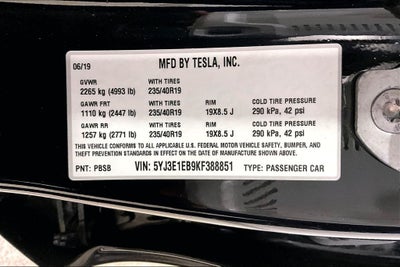 06/19 MFD BY TESLA, INC.
GVWR WITH TIRES
2265 kg (4993 lb) 235/40R19
GAWR FRT WITH TIRES RIM COLD TIRE PRESSURE
1110 kg (2447 lb) 235/40R19 19X8.5 J 290 kPa, 42 psi
GAWR RR WITH TIRES RIM COLD TIRE PRESSURE
1257 kg (2771 lb) 235/40R19 19X8.5 J 290 kPa, 42 psi
THIS VEHICLE CONFORMS TO ALL APPLICABLE U.S. FEDERAL MOTOR VEHICLE SAFETY, BUMPER, AND
THEFT PREVENTION STANDARDS IN EFFECT ON THE DATE OF MANUFACTURE SHOWN ABOVE.
PNT: PBSB VIN: 5YJ3E1EB9KF388851 TYPE: PASSENGER CAR